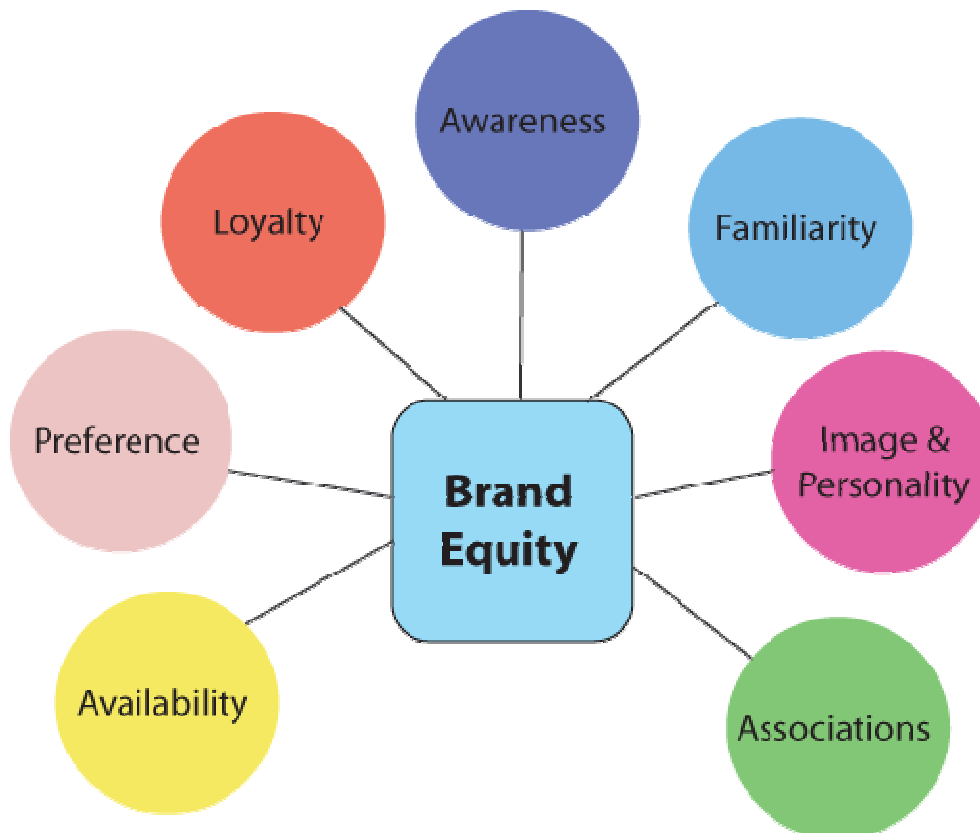 Awareness
Loyalty
Familiarity
Preference
Image &
Personality
Brand
Equity
Availability
Associations